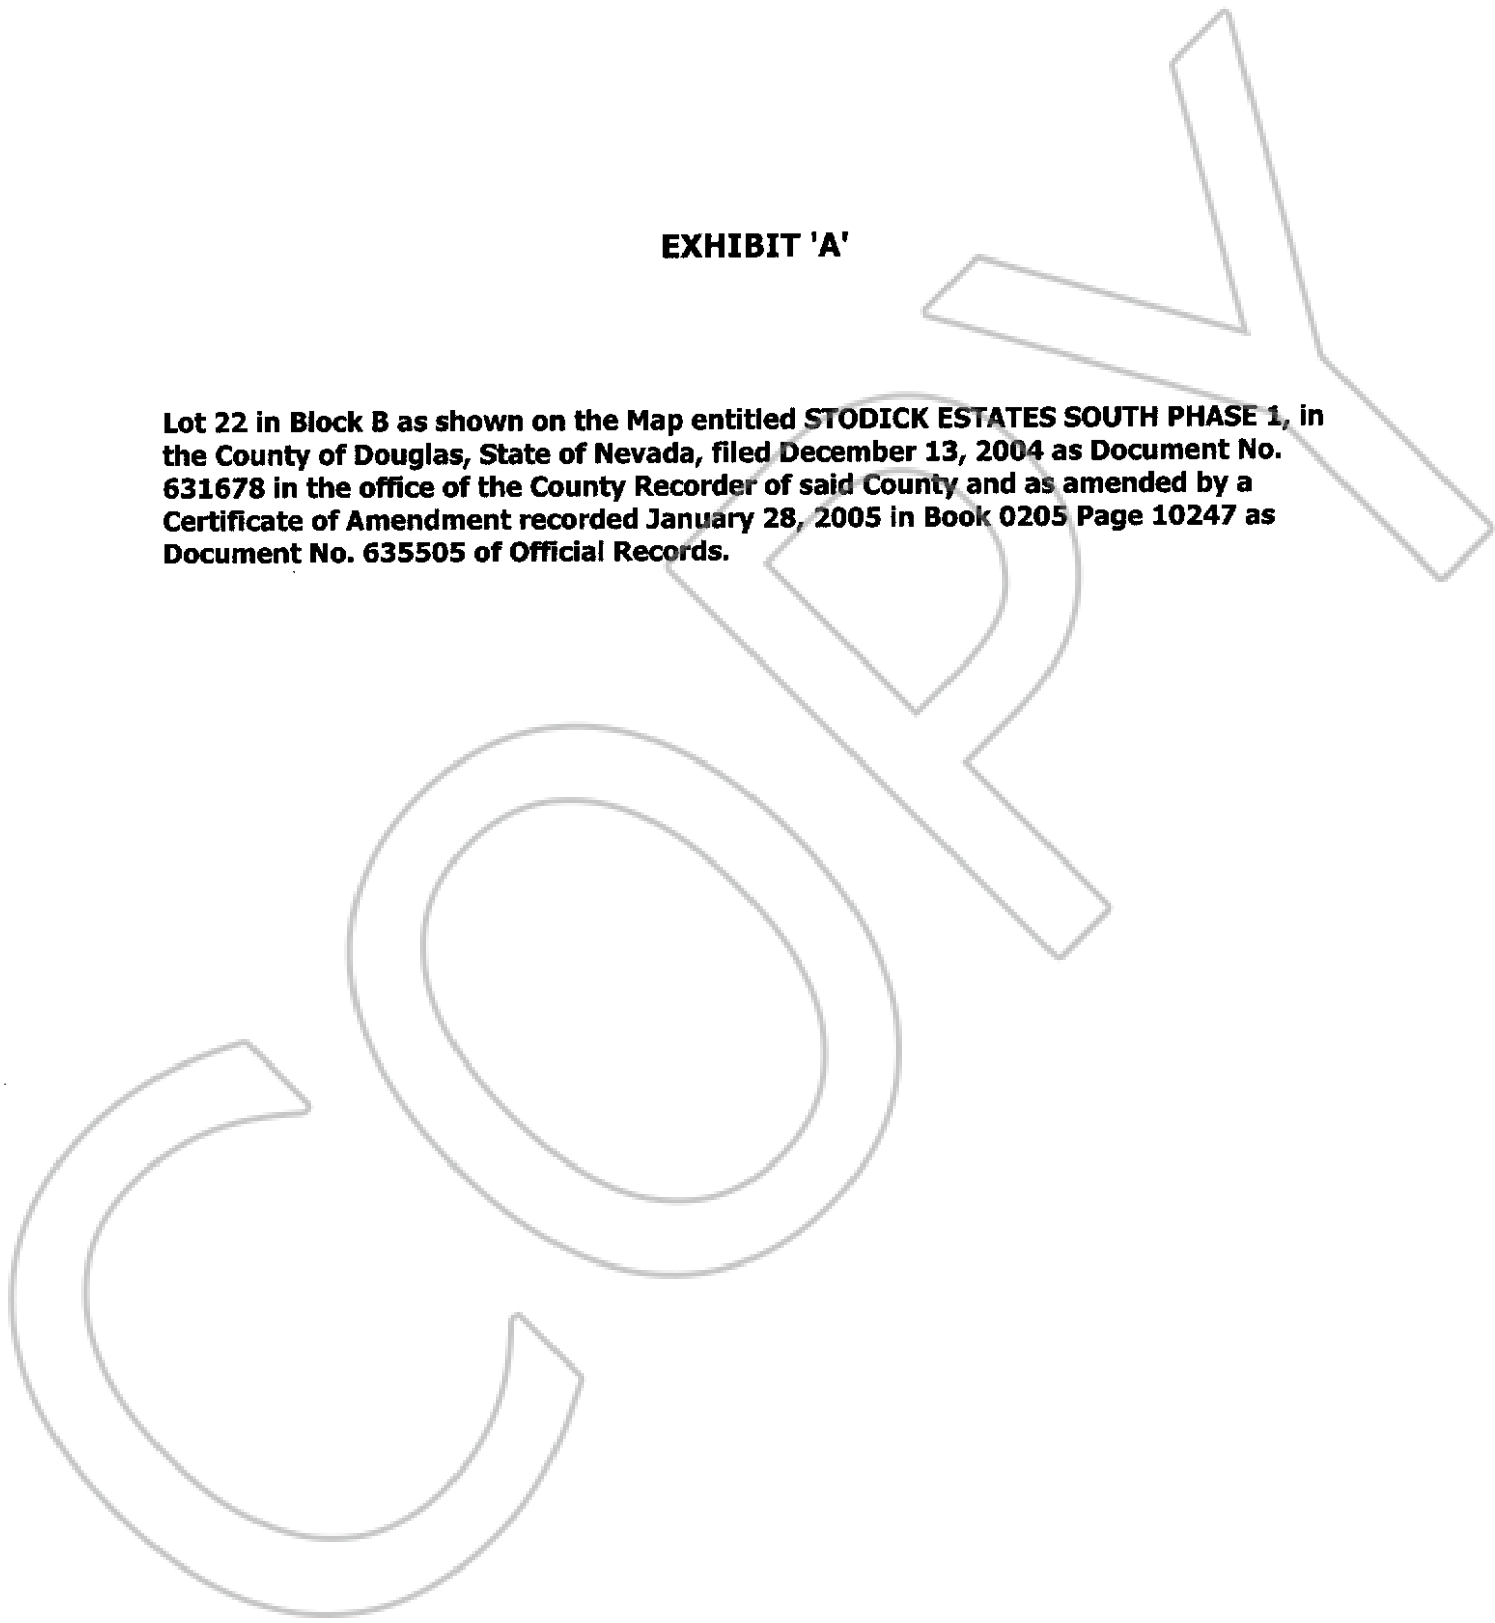 EXHIBIT 'A'
Lot 22 in Block B as shown on the Map entitled STODICK ESTATES SOUTH PHASE 1, in
the County of Douglas, State of Nevada, filed December 13, 2004 as Document No.
631678 in the office of the County Recorder of said County and as amended by a
Certificate of Amendment recorded January 28, 2005 in Book 0205 Page 10247 as
Document No. 635505 of Official Records.
COPY